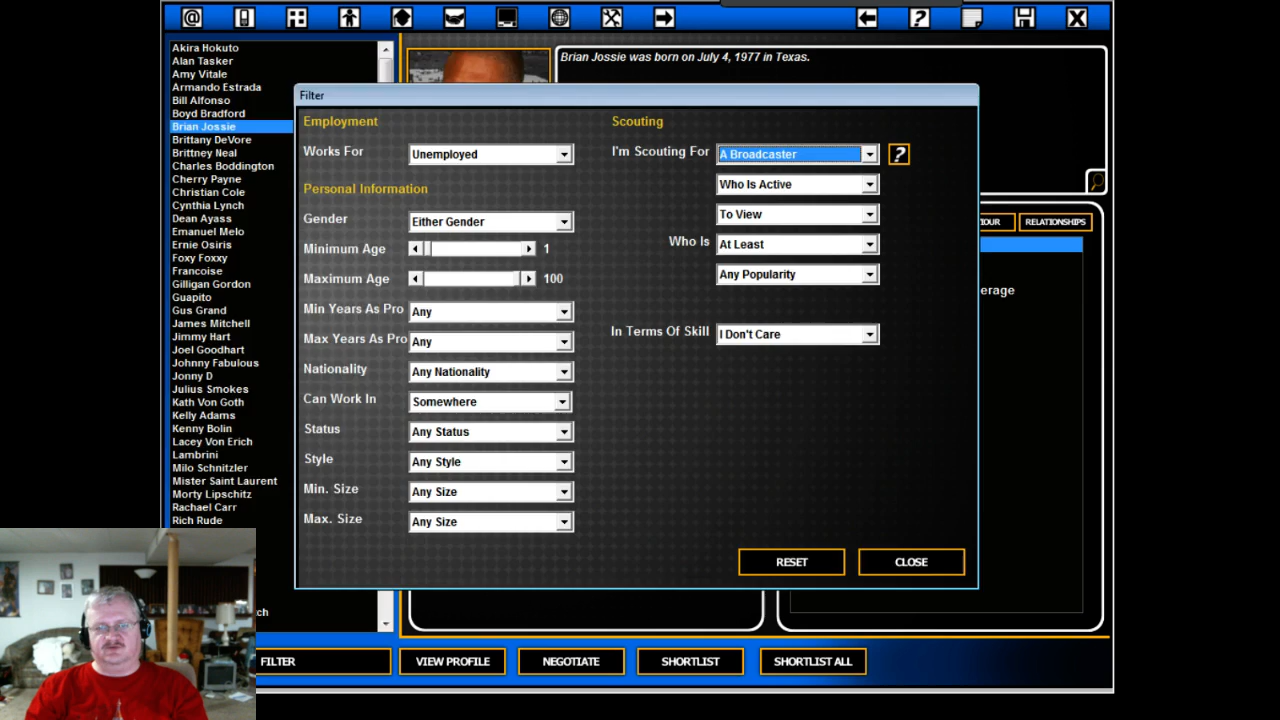 Akira Hokuto
Alan Tasker
Amy Vitale
Armando Estrada
Bill Alfonso
Boyd Bradford
Brian Jossie
Brittany DeVore
Brittney Neal
Charles Boddington
Cherry Payne
Christian Cole
Cynthia Lynch
Dean Ayass
Emanuel Melo
Ernie Osiris
Foxy Foxxy
Francoise
Gilligan Gordon
Guapito
Gus Grand
James Mitchell
Jimmy Hart
Joel Goodhart
Johnny Fabulous
Jonny D
Julius Smokes
Kath Von Goth
Kelly Adams
Kenny Bolin
Lacey Von Erich
Lambrini
Milo Schnitzler
Mister Saint Laurent
Morty Lipschitz
Rachael Carr
Rich Rude
ch
Brian Jossie was born on July 4, 1977 in Texas.
Filter
Employment
Works For Unemployed
Personal Information
Gender Either Gender
Minimum Age 1
Maximum Age 100
Min Years As Pro Any
Max Years As Pro Any
Nationality Any Nationality
Can Work In Somewhere
Status Any Status
Style Any Style
Min. Size Any Size
Max. Size Any Size
Scouting
I'm Scouting For A Broadcaster ?
Who Is Active
To View
Who Is At Least
Any Popularity
In Terms Of Skill I Don't Care
RESET CLOSE
IOUR RELATIONSHIPS
erage
FILTER VIEW PROFILE NEGOTIATE SHORTLIST SHORTLIST ALL